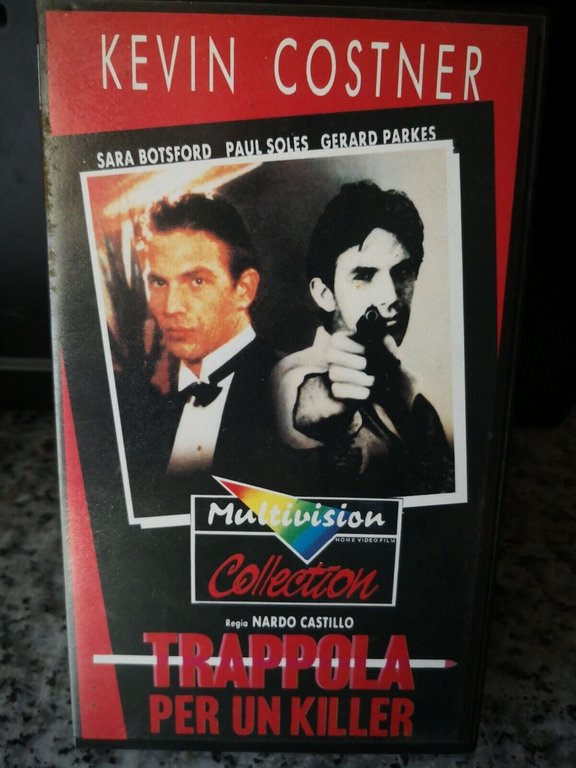 KEVIN COSTNER
SARA BOTSFORD PAUL SOLES GERARD PARKES
Multivision
HOME VIDEO FILM
Collection
Regia NARDO CASTILLO
TRAPPOLA
PER UN KILLER